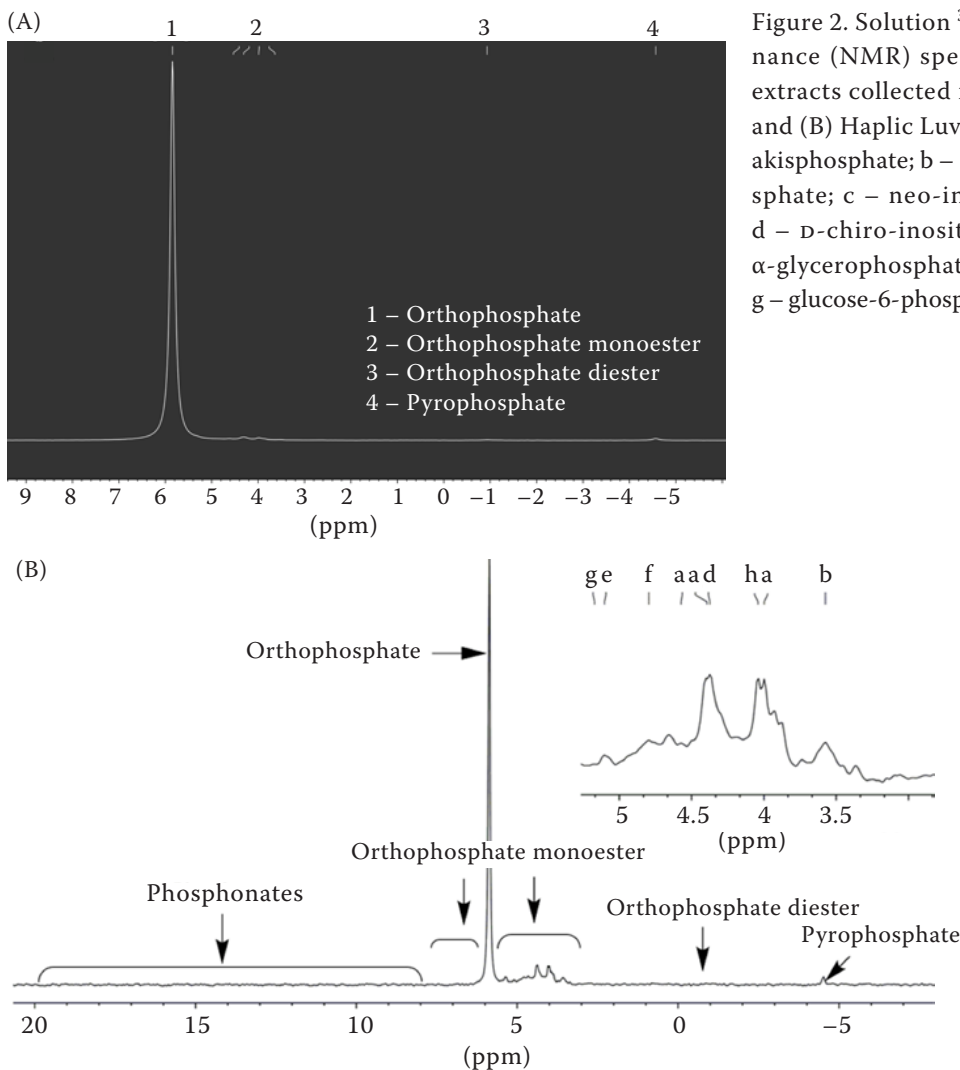 (A)
1 2 3 4
1 – Orthophosphate
2 – Orthophosphate monoester
3 – Orthophosphate diester
4 – Pyrophosphate
9 8 7 6 5 4 3 2 1 0 –1 –2 –3 –4 –5
(ppm)
Figure 2. Solution 3
nance (NMR) spe
extracts collected
and (B) Haplic Luv
akisphosphate; b –
sphate; c – neo-in
d – D-chiro-inosit
α-glycerophosphat
g – glucose-6-phosp
(B)
g e f a a d h a b
Orthophosphate
5 4.5 4 3.5
(ppm)
Orthophosphate monoester
Phosphonates
Orthophosphate diester
Pyrophosphate
20 15 10 5 0 –5
(ppm)